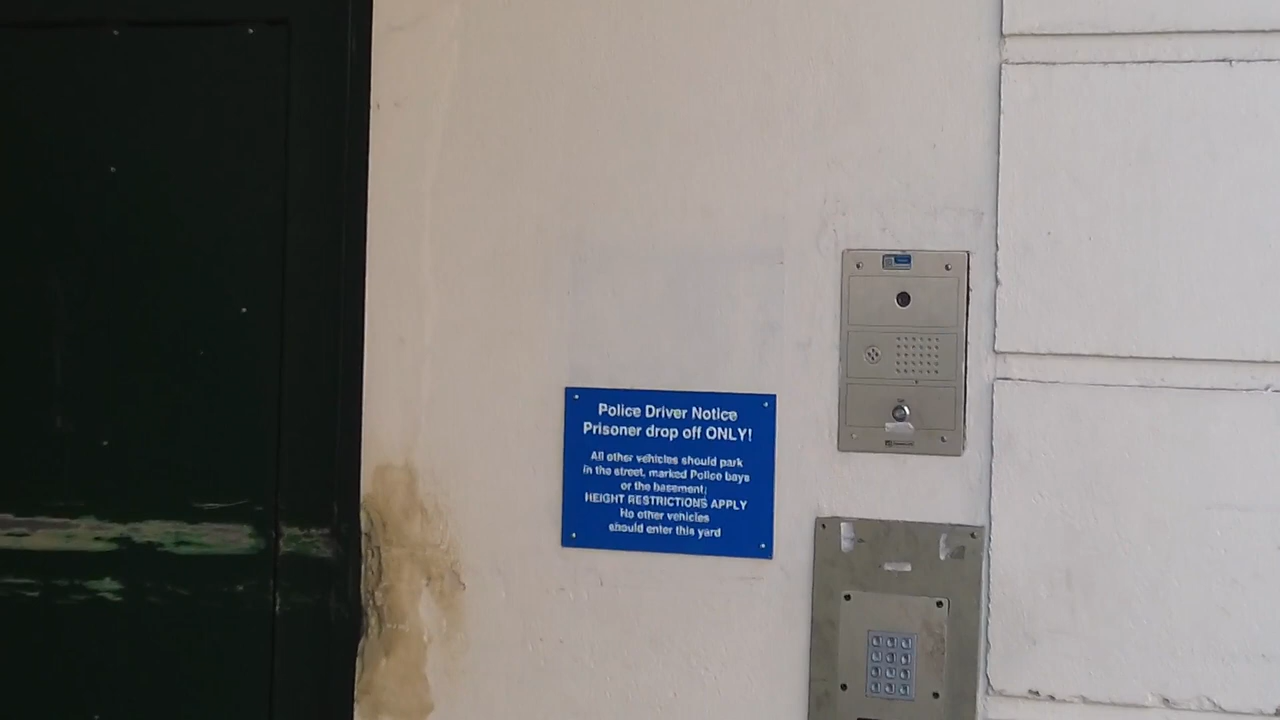 Police Driver Notice
Prisoner drop off ONLY!
All other vehicles should park
in the street, marked Police bays
or the basement;
HEIGHT RESTRICTIONS APPLY
No other vehicles
should enter this yard